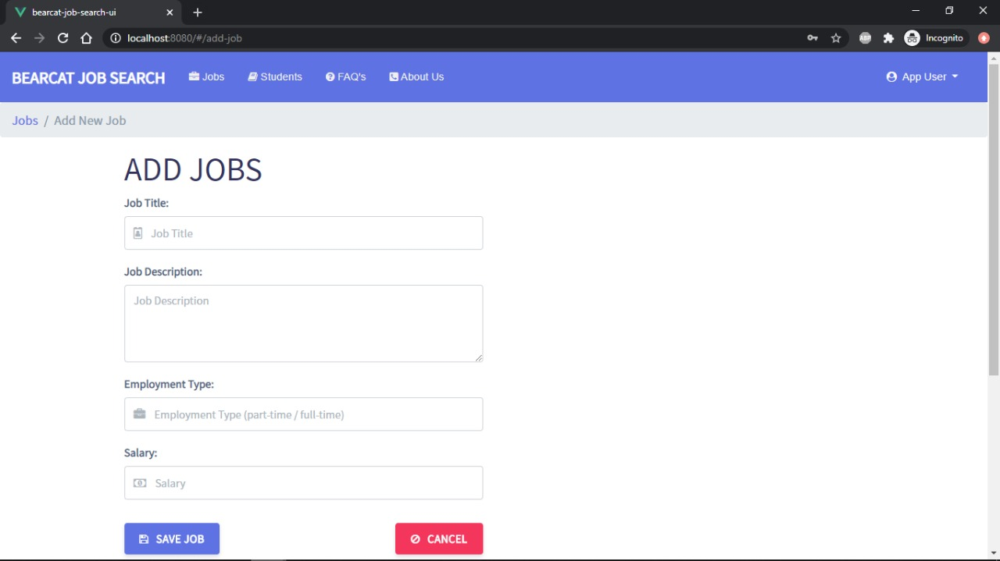 bearcat-job-search-ui
localhost:8080/#/add-job
ABP
Incognito
BEARCAT JOB SEARCH Jobs Students FAQ's About Us App User
Jobs / Add New Job
ADD JOBS
Job Title:
Job Title
Job Description:
Job Description
Employment Type:
Employment Type (part-time / full-time)
Salary:
Salary
SAVE JOB CANCEL